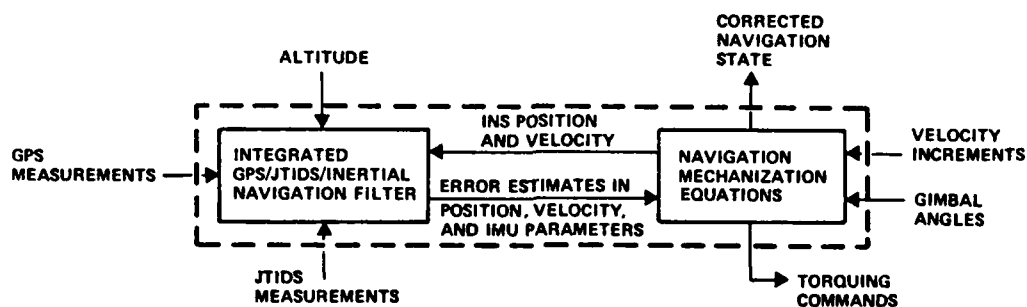 CORRECTED
NAVIGATION
STATE
ALTITUDE
INS POSITION
AND VELOCITY
GPS
MEASUREMENTS
INTEGRATED
GPS/JTIDS/INERTIAL
NAVIGATION FILTER
ERROR ESTIMATES IN
POSITION, VELOCITY,
AND IMU PARAMETERS
NAVIGATION
MECHANIZATION
EQUATIONS
VELOCITY
INCREMENTS
GIMBAL
ANGLES
JTIDS
MEASUREMENTS
TORQUING
COMMANDS